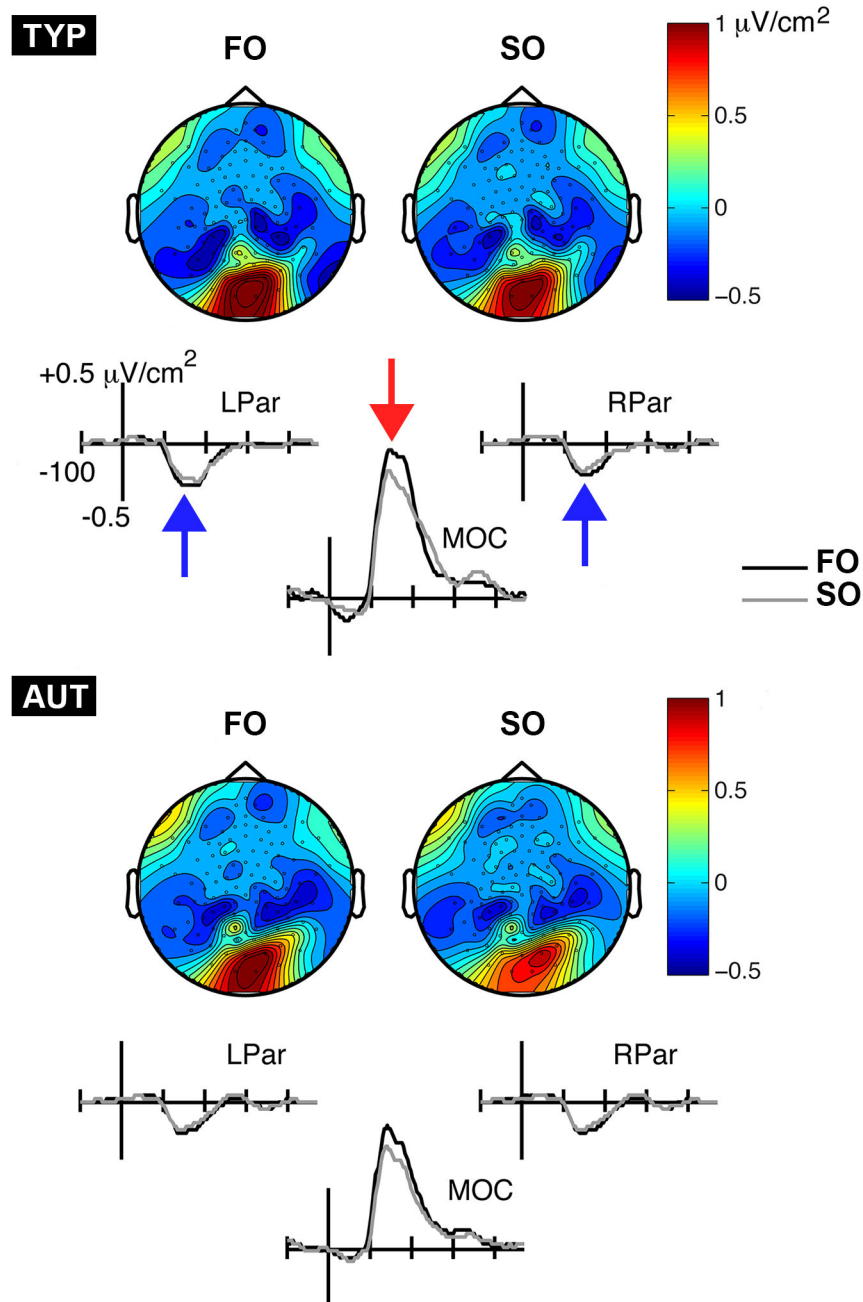 TYP
FO SO
1 μV/cm²
0.5
0
−0.5
+0.5 μV/cm²
LPar RPar
-100
-0.5
MOC
FO
SO
AUT
FO SO
1
0.5
0
−0.5
LPar RPar
MOC